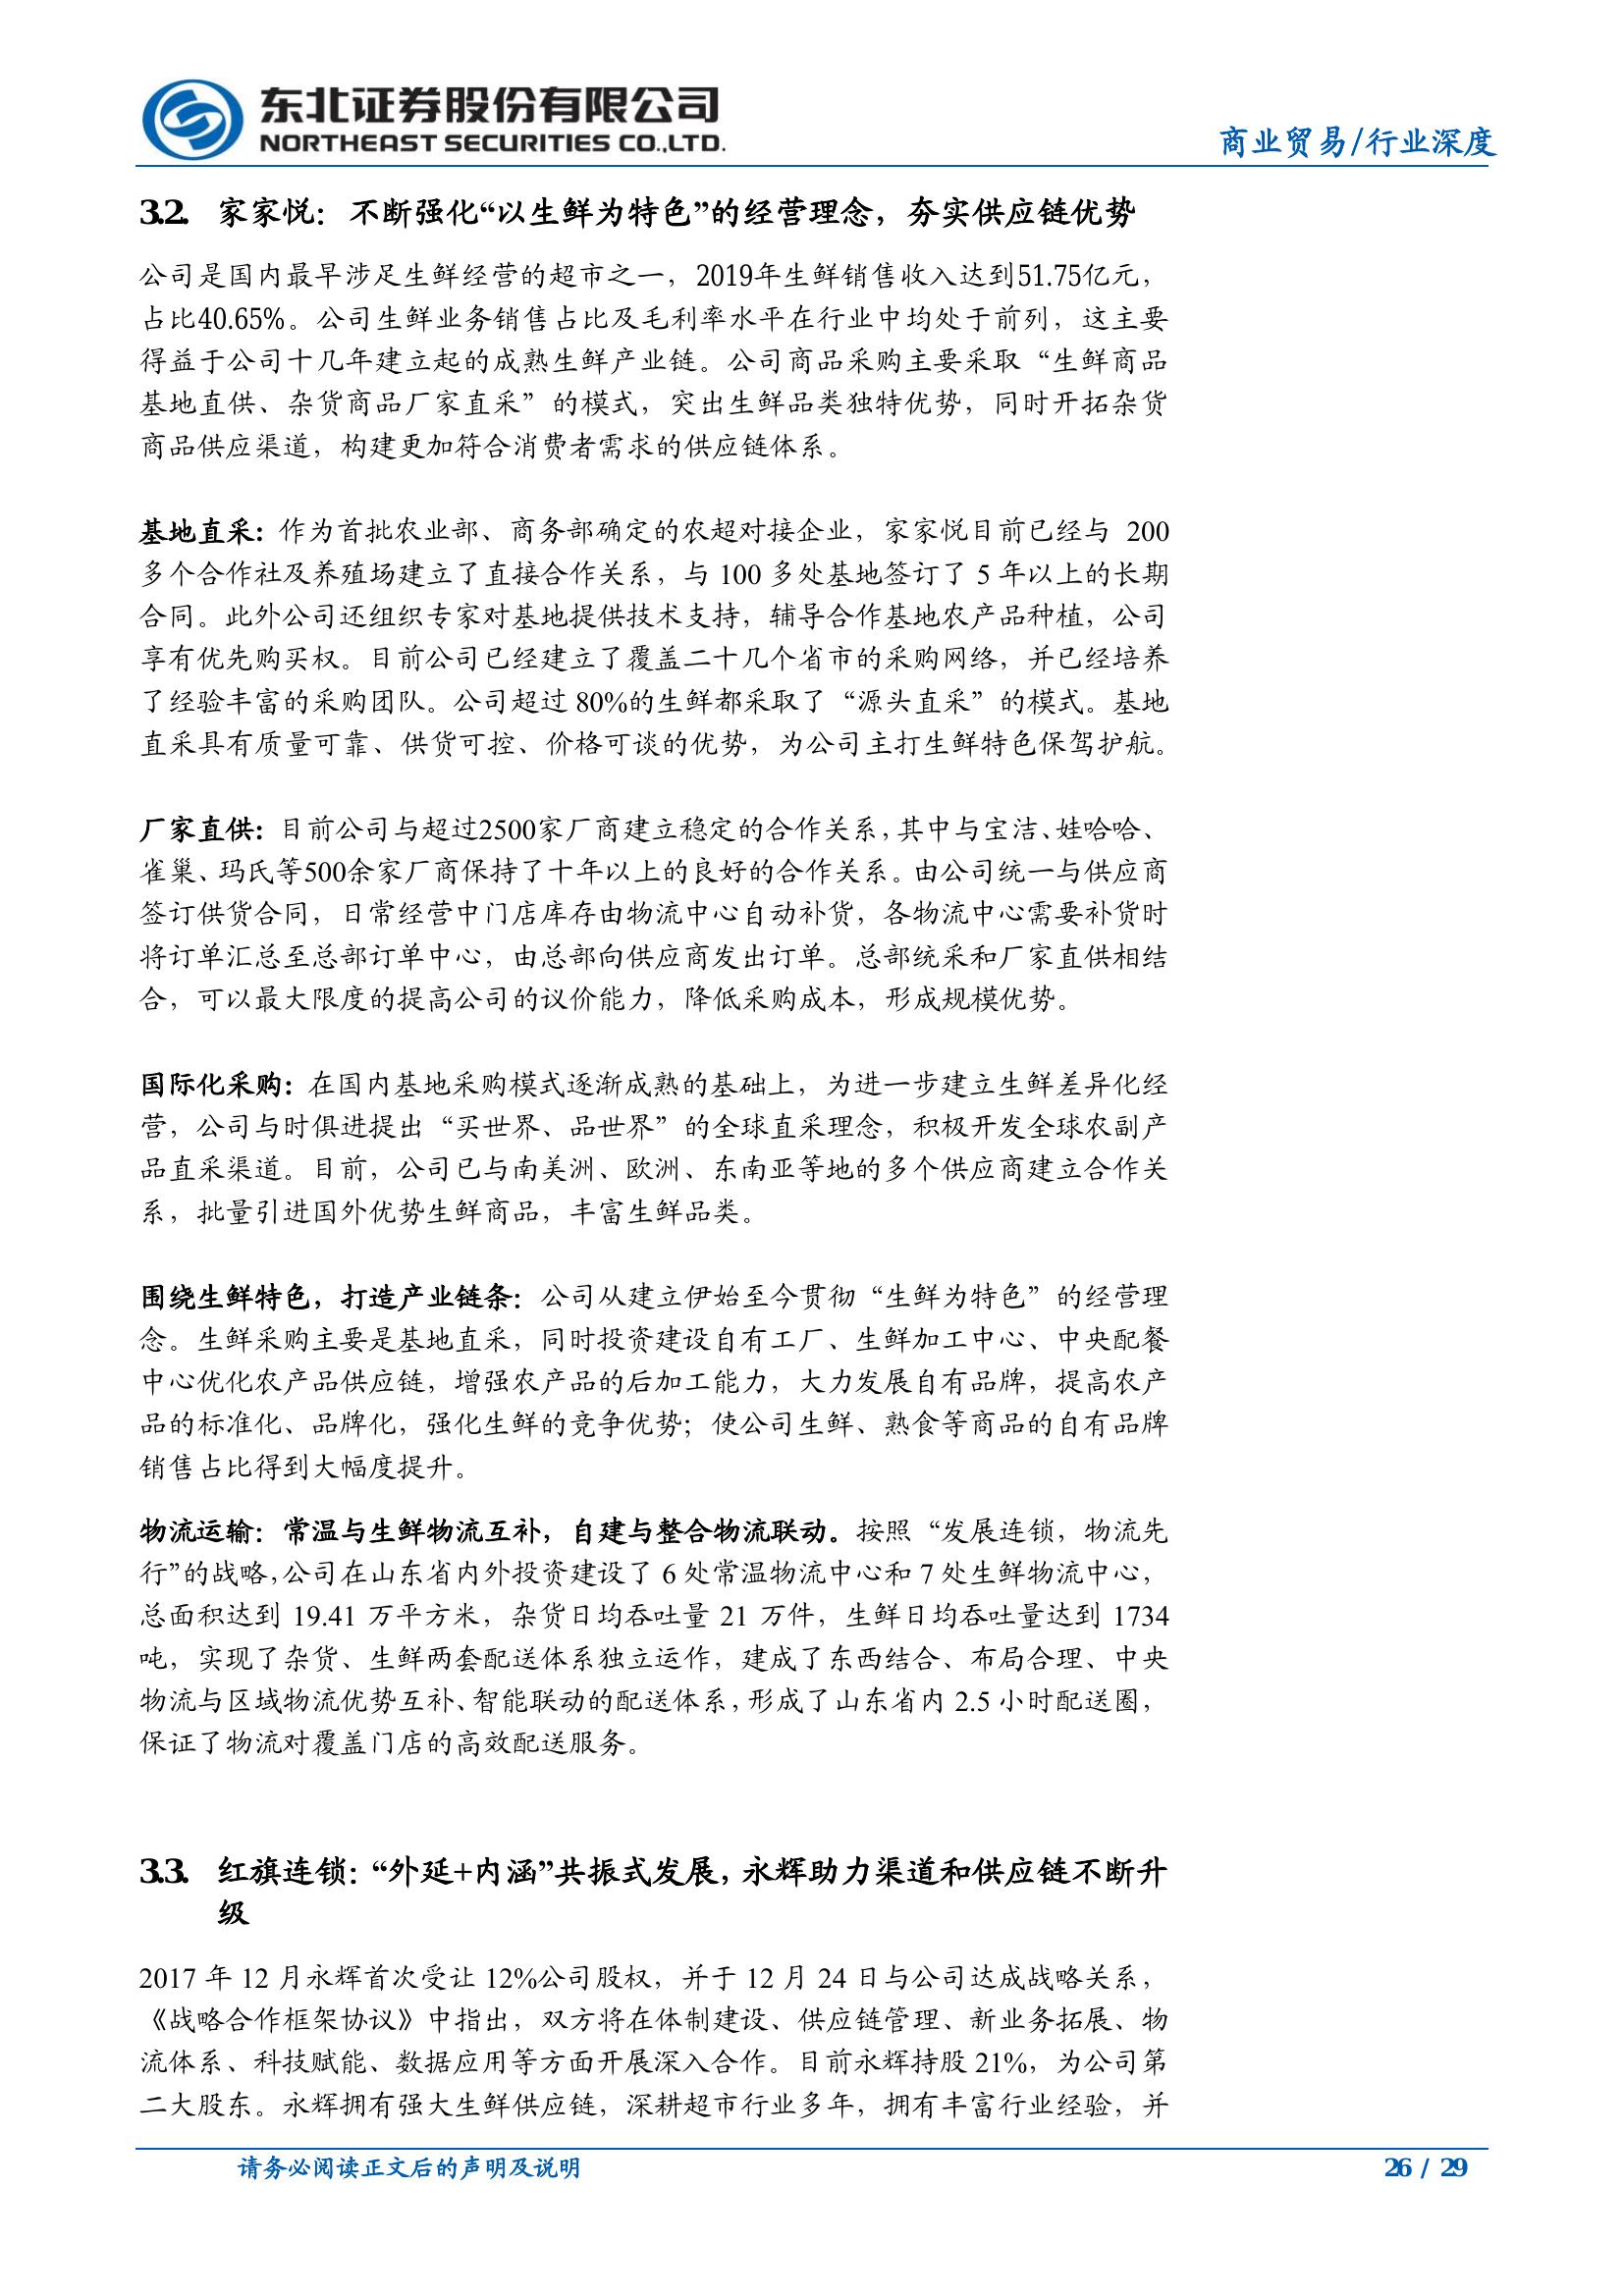 东北证券股份有限公司
NORTHEAST SECURITIES CO.,LTD.
商业贸易/行业深度
3.2. 家家悦：不断强化“以生鲜为特色”的经营理念，夯实供应链优势
公司是国内最早涉足生鲜经营的超市之一，2019年生鲜销售收入达到51.75亿元，
占比40.65%。公司生鲜业务销售占比及毛利率水平在行业中均处于前列，这主要
得益于公司十几年建立起的成熟生鲜产业链。公司商品采购主要采取“生鲜商品
基地直供、杂货商品厂家直采”的模式，突出生鲜品类独特优势，同时开拓杂货
商品供应渠道，构建更加符合消费者需求的供应链体系。
基地直采：作为首批农业部、商务部确定的农超对接企业，家家悦目前已经与 200
多个合作社及养殖场建立了直接合作关系，与 100 多处基地签订了 5 年以上的长期
合同。此外公司还组织专家对基地提供技术支持，辅导合作基地农产品种植，公司
享有优先购买权。目前公司已经建立了覆盖二十几个省市的采购网络，并已经培养
了经验丰富的采购团队。公司超过 80%的生鲜都采取了“源头直采”的模式。基地
直采具有质量可靠、供货可控、价格可谈的优势，为公司主打生鲜特色保驾护航。
厂家直供：目前公司与超过2500家厂商建立稳定的合作关系，其中与宝洁、娃哈哈、
雀巢、玛氏等500余家厂商保持了十年以上的良好的合作关系。由公司统一与供应商
签订供货合同，日常经营中门店库存由物流中心自动补货，各物流中心需要补货时
将订单汇总至总部订单中心，由总部向供应商发出订单。总部统采和厂家直供相结
合，可以最大限度的提高公司的议价能力，降低采购成本，形成规模优势。
国际化采购：在国内基地采购模式逐渐成熟的基础上，为进一步建立生鲜差异化经
营，公司与时俱进提出“买世界、品世界”的全球直采理念，积极开发全球农副产
品直采渠道。目前，公司已与南美洲、欧洲、东南亚等地的多个供应商建立合作关
系，批量引进国外优势生鲜商品，丰富生鲜品类。
围绕生鲜特色，打造产业链条：公司从建立伊始至今贯彻“生鲜为特色”的经营理
念。生鲜采购主要是基地直采，同时投资建设自有工厂、生鲜加工中心、中央配餐
中心优化农产品供应链，增强农产品的后加工能力，大力发展自有品牌，提高农产
品的标准化、品牌化，强化生鲜的竞争优势；使公司生鲜、熟食等商品的自有品牌
销售占比得到大幅度提升。
物流运输：常温与生鲜物流互补，自建与整合物流联动。按照“发展连锁，物流先
行”的战略，公司在山东省内外投资建设了 6 处常温物流中心和 7 处生鲜物流中心，
总面积达到 19.41 万平方米，杂货日均吞吐量 21 万件，生鲜日均吞吐量达到 1734
吨，实现了杂货、生鲜两套配送体系独立运作，建成了东西结合、布局合理、中央
物流与区域物流优势互补、智能联动的配送体系，形成了山东省内 2.5 小时配送圈，
保证了物流对覆盖门店的高效配送服务。
3.3. 红旗连锁：“外延+内涵”共振式发展，永辉助力渠道和供应链不断升
级
2017 年 12 月永辉首次受让 12%公司股权，并于 12 月 24 日与公司达成战略关系，
《战略合作框架协议》中指出，双方将在体制建设、供应链管理、新业务拓展、物
流体系、科技赋能、数据应用等方面开展深入合作。目前永辉持股 21%，为公司第
二大股东。永辉拥有强大生鲜供应链，深耕超市行业多年，拥有丰富行业经验，并
请务必阅读正文后的声明及说明
26 / 29